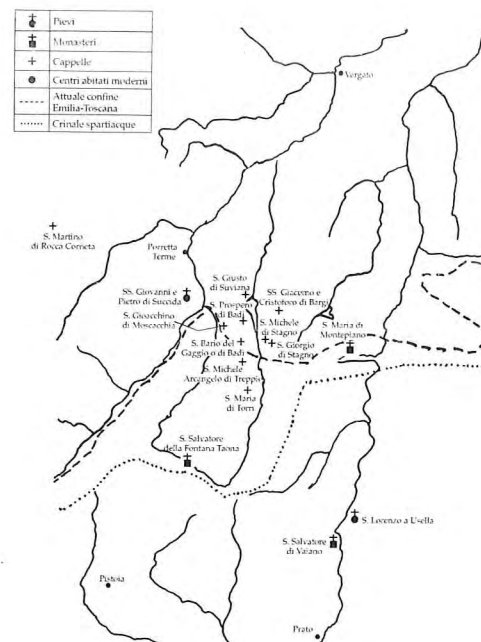 Pievi
Monasteri
Cappelle
Centri abitati moderni
Attuale confine
Emilia-Toscana
Crinale spartiacque
Vergato
S. Martino
di Rocca Corneta
Porretta
Terme
S. Giusto
di Suviana
SS. Giovanni e
Pietro di Succida
S. Prospero
di Badi
SS. Giacomo e
Cristoforo di Bargi
S. Gioacchino
di Moscacchia
S. Michele
di Stagno
S. Maria di
Montepiano
S. Ilario del
Gaggio o di Badi
S. Giorgio
di Stagno
S. Michele
Arcangelo di Treppio
S. Maria
di Torri
S. Salvatore
della Fontana Taona
S. Lorenzo a Usella
S. Salvatore
di Vaiano
Pistoia
Prato